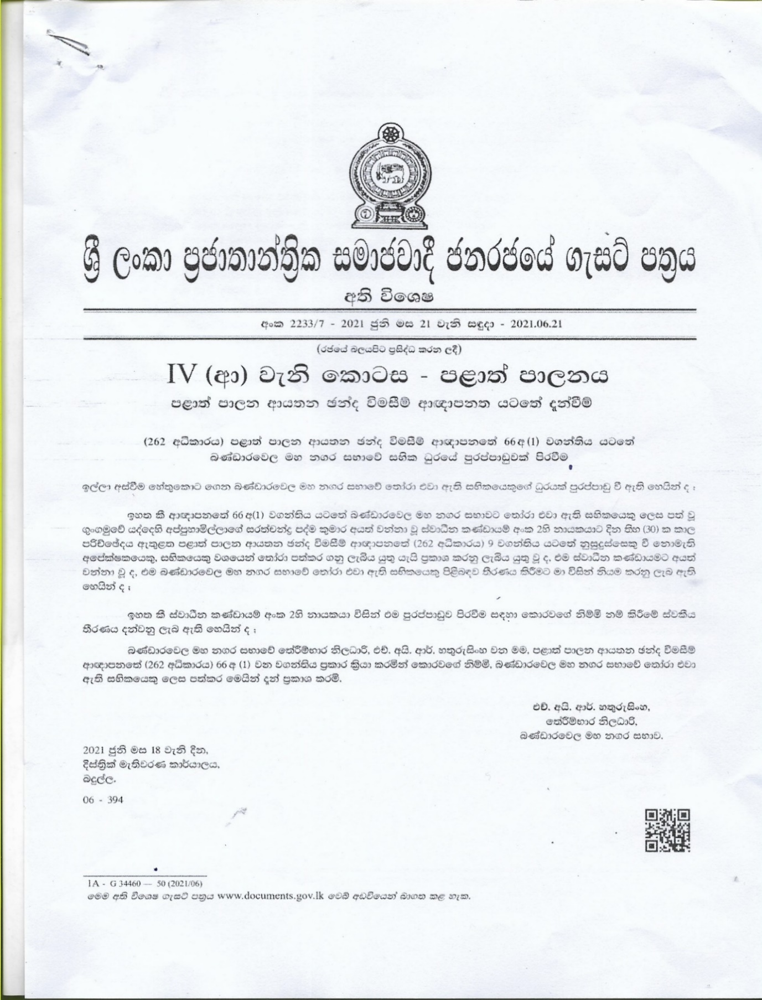 ශ්‍රී ලංකා ප්‍රජාතාන්ත්‍රික සමාජවාදී ජනරජයේ ගැසට් පත්‍රය
අති විශෙෂ
අංක 2233/7 - 2021 ජුනි මස 21 වැනි සඳුදා - 2021.06.21
(රජයේ බලයපිට ප්‍රසිද්ධ කරන ලදී)
IV (ආ) වැනි කොටස - පළාත් පාලනය
පළාත් පාලන ආයතන ඡන්ද විමසීම් ආඥාපනත යටතේ දැන්වීම්
(262 අධිකාරය) පළාත් පාලන ආයතන ඡන්ද විමසීම් ආඥාපනතේ 66අ(1) වගන්තිය යටතේ
බණ්ඩාරවෙල මහ නගර සභාවේ සභික ධුරයේ පුරප්පාඩුවක් පිරවීම
ඉල්ලා අස්වීම හේතුකොට ගෙන බණ්ඩාරවෙල මහ නගර සභාවේ තෝරා එවා ඇති සභිකයෙකුගේ ධුරයක් පුරප්පාඩු වී ඇති හෙයින් ද ;
ඉහත කී ආඥාපනතේ 66අ(1) වගන්තිය යටතේ බණ්ඩාරවෙල මහ නගර සභාවට තෝරා එවා ඇති සභිකයෙකු ලෙස පත් වූ
ගුංගමුවේ යද්දෙහි අප්පුහාමිල්ලාගේ සරත්චන්ද්‍ර පද්ම කුමාර අයත් වන්නා වූ ස්වාධීන කණ්ඩායම් අංක 2හි නායකයාට දින තිහ (30) ක කාල
පරිච්ඡේදය ඇතුළත පළාත් පාලන ආයතන ඡන්ද විමසීම් ආඥාපනතේ (262 අධිකාරය) 9 වගන්තිය යටතේ නුසුදුස්සෙකු වී නොමැති
අපේක්ෂකයෙකු, සභිකයෙකු වශයෙන් තෝරා පත්කර ගනු ලැබිය යුතු යැයි ප්‍රකාශ කරනු ලැබිය යුතු වූ ද, එම ස්වාධීන කණ්ඩායමට අයත්
වන්නා වූ ද, එම බණ්ඩාරවෙල මහ නගර සභාවේ තෝරා එවා ඇති සභිකයෙකු පිළිබඳව තීරණය කිරීමට මා විසින් නියම කරනු ලැබ ඇති
හෙයින් ද ;
ඉහත කී ස්වාධීන කණ්ඩායම් අංක 2හි නායකයා විසින් එම පුරප්පාඩුව පිරවීම සඳහා කොරවගේ නිම්මි නම් කිරීමේ ස්වකීය
තීරණය දන්වනු ලැබ ඇති හෙයින් ද ;
බණ්ඩාරවෙල මහ නගර සභාවේ තේරීම්භාර නිලධාරි, එච්. අයි. ආර්. හතුරුසිංහ වන මම, පළාත් පාලන ආයතන ඡන්ද විමසීම්
ආඥාපනතේ (262 අධිකාරය) 66අ (1) වන වගන්තිය ප්‍රකාර ක්‍රියා කරමින් කොරවගේ නිම්මි, බණ්ඩාරවෙල මහ නගර සභාවේ තෝරා එවා
ඇති සභිකයෙකු ලෙස පත්කර මෙයින් දැන් ප්‍රකාශ කරමි.
එච්. අයි. ආර්. හතුරුසිංහ,
තේරීම්භාර නිලධාරි,
බණ්ඩාරවෙල මහ නගර සභාව.
2021 ජුනි මස 18 වැනි දින,
දිස්ත්‍රික් මැතිවරණ කාර්යාලය,
බදුල්ල.
06 - 394
1A - G 34460 — 50 (2021/06)
මෙම අති විශෙෂ ගැසට් පත්‍රය www.documents.gov.lk වෙබ් අඩවියෙන් බාගත කළ හැක.